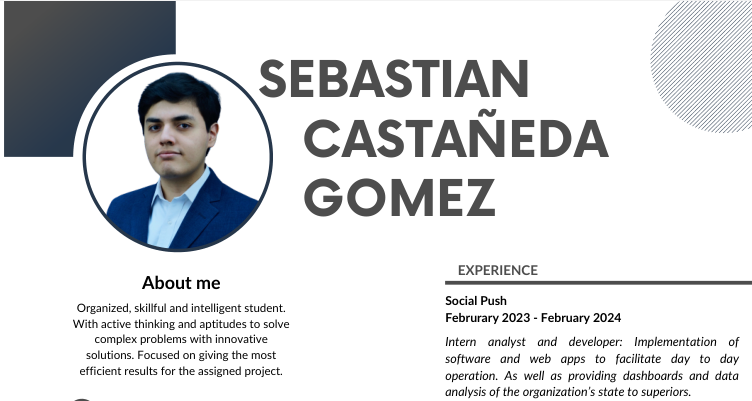 SEBASTIAN
CASTAÑEDA
GOMEZ
About me
Organized, skillful and intelligent student.
With active thinking and aptitudes to solve
complex problems with innovative
solutions. Focused on giving the most
efficient results for the assigned project.
EXPERIENCE
Social Push
Februrary 2023 - February 2024
Intern analyst and developer: Implementation of
software and web apps to facilitate day to day
operation. As well as providing dashboards and data
analysis of the organization's state to superiors.